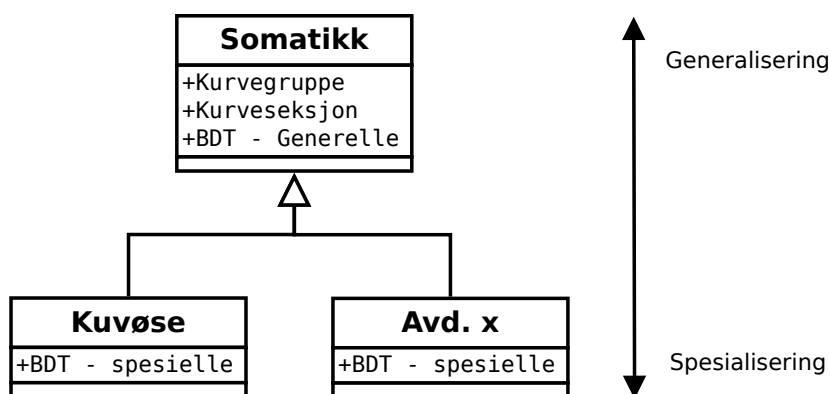 Somatikk
+Kurvegruppe
+Kurveseksjon
+BDT - Generelle
Generalisering
Kuvøse
+BDT - spesielle
Avd. x
+BDT - spesielle
Spesialisering